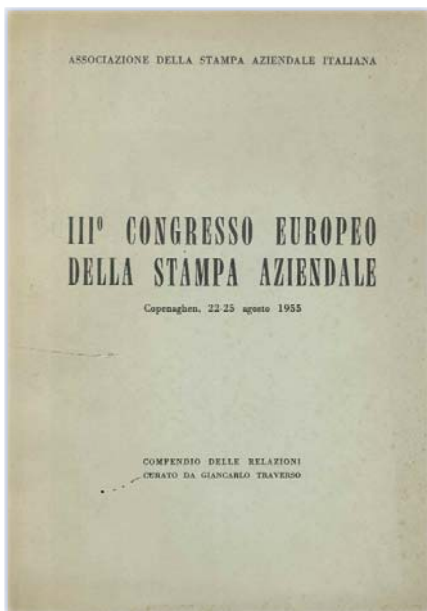 ASSOCIAZIONE DELLA STAMPA AZIENDALE ITALIANA
III° CONGRESSO EUROPEO
DELLA STAMPA AZIENDALE
Copenaghen, 22-25 agosto 1955
COMPENDIO DELLE RELAZIONI
CURATO DA GIANCARLO TRAVERSO